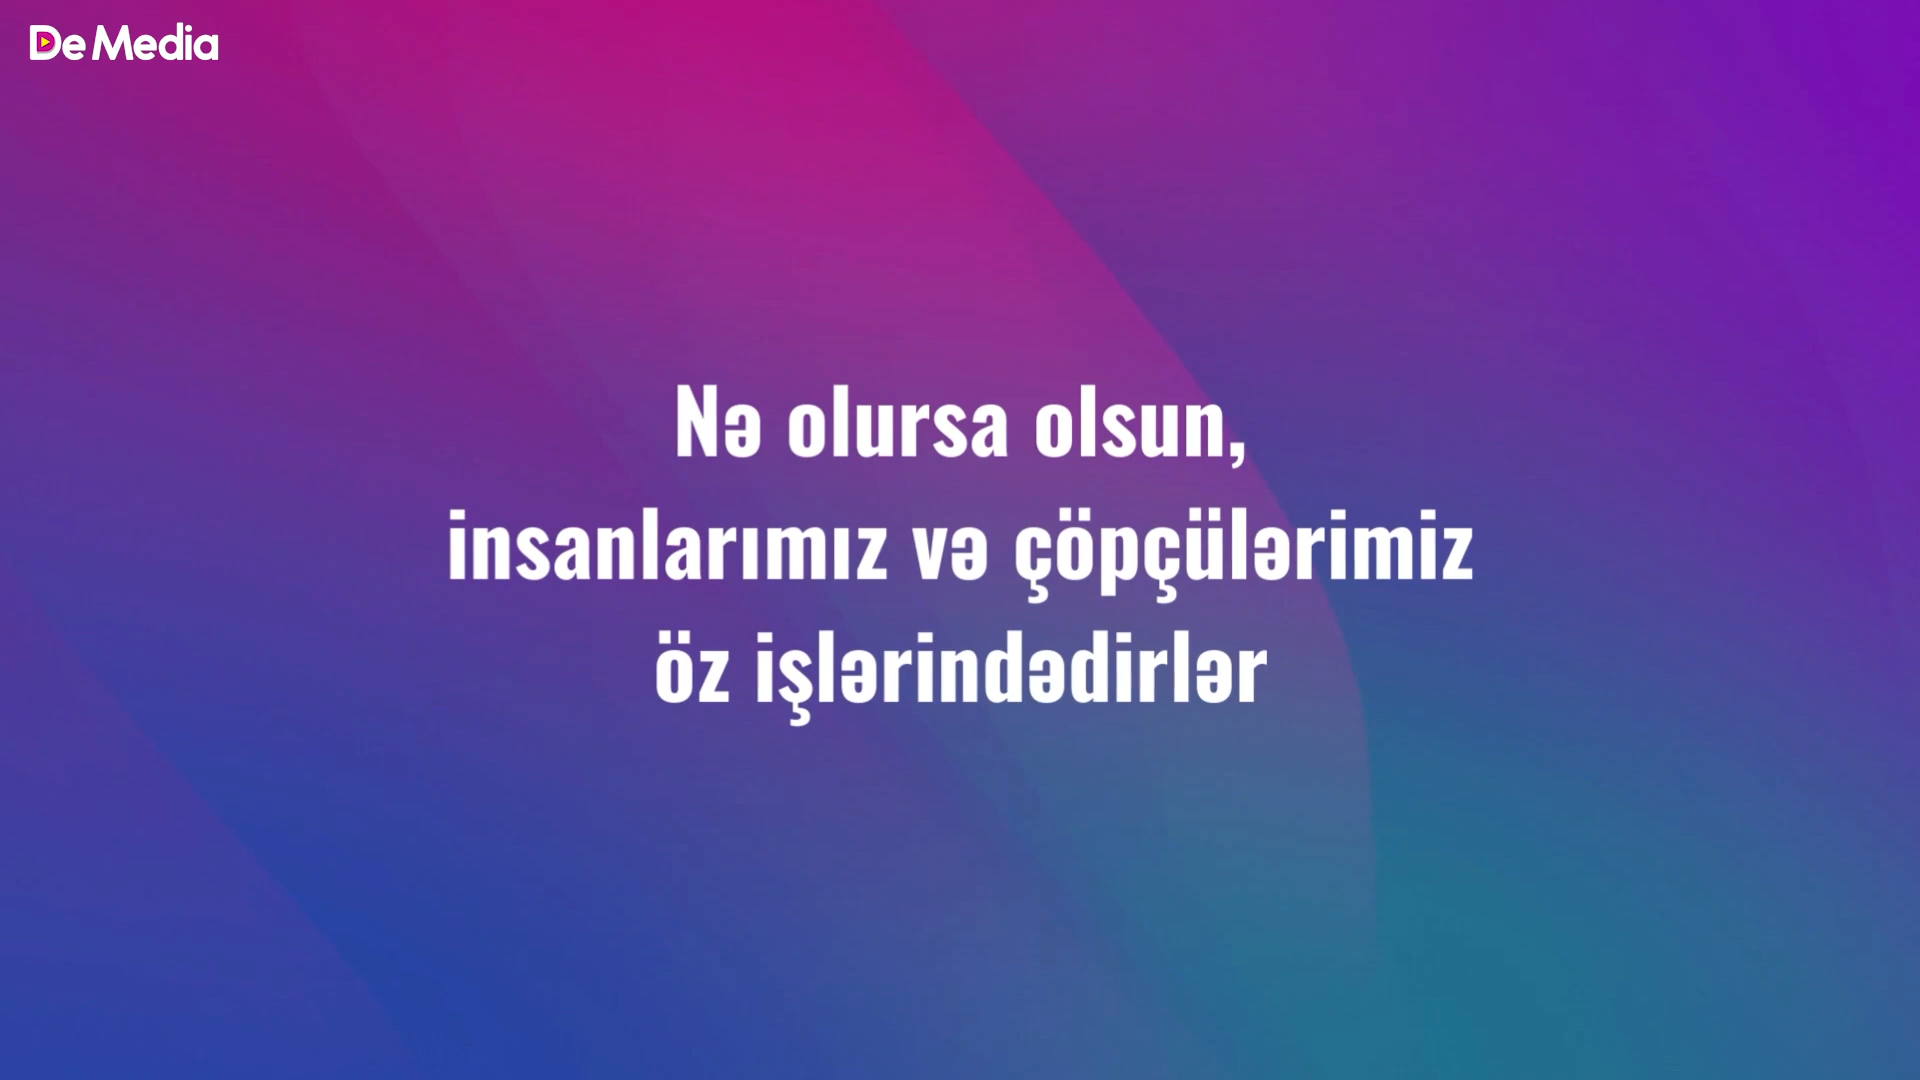 De Media
Nə olursa olsun,
insanlarımız və çöpçülərimiz
öz işlərindədirlər